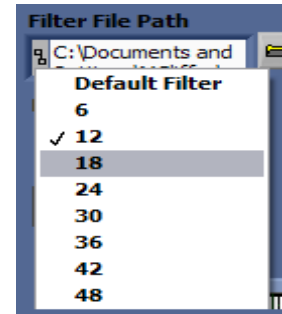 Filter File Path
C:\Documents and
Default Filter
6
✓ 12
18
24
30
36
42
48